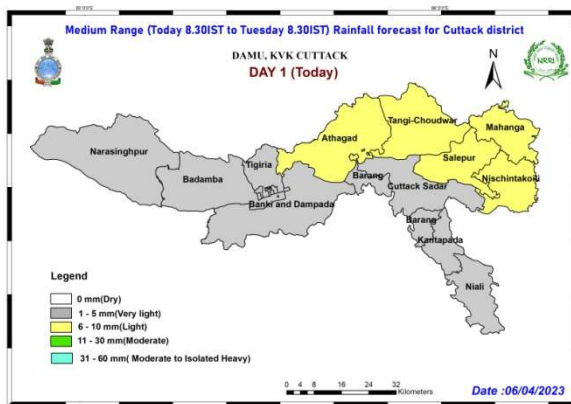 Medium Range (Today 8.30IST to Tuesday 8.30IST) Rainfall forecast for Cuttack district
DAMU, KVK CUTTACK
DAY 1 (Today)
N
NRRI
Tangi-Choudwar
Mahanga
Athagad
Narasinghpur
Tigiria
Salepur
Badamba
Barang
Nischintakoili
Cuttack Sadar
Banki and Dampada
Barang
Kantapada
Niali
Legend
0 mm(Dry)
1 - 5 mm(Very light)
6 - 10 mm(Light)
11 - 30 mm(Moderate)
31 - 60 mm( Moderate to Isolated Heavy)
0 4 8 16 24 32
Kilometers
Date :06/04/2023